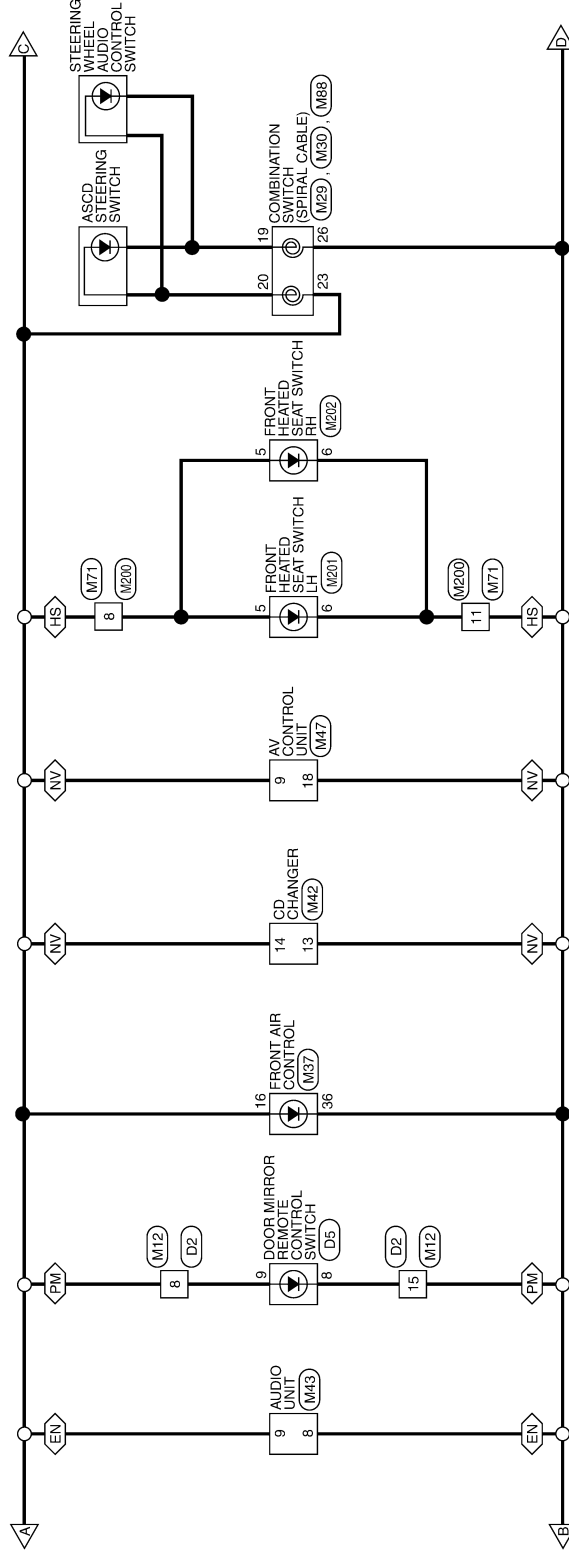 A
EN
9
8
AUDIO
UNIT
M43
EN
B
PM
8
M12
D2
9
DOOR MIRROR
REMOTE
CONTROL
SWITCH
D5
8
15
D2
M12
PM
16
FRONT AIR
CONTROL
M37
36
NV
14
13
CD
CHANGER
M42
NV
NV
9
18
AV
CONTROL
UNIT
M47
NV
HS
8
M71
M200
5
FRONT
HEATED
SEAT SWITCH
LH
M201
6
11
M200
M71
HS
5
FRONT
HEATED
SEAT SWITCH
RH
M202
6
C
ASCD
STEERING
SWITCH
STEERING
WHEEL
AUDIO
CONTROL
SWITCH
20
19
COMBINATION
SWITCH
(SPIRAL CABLE)
M29 , M30 , M88
23
26
D